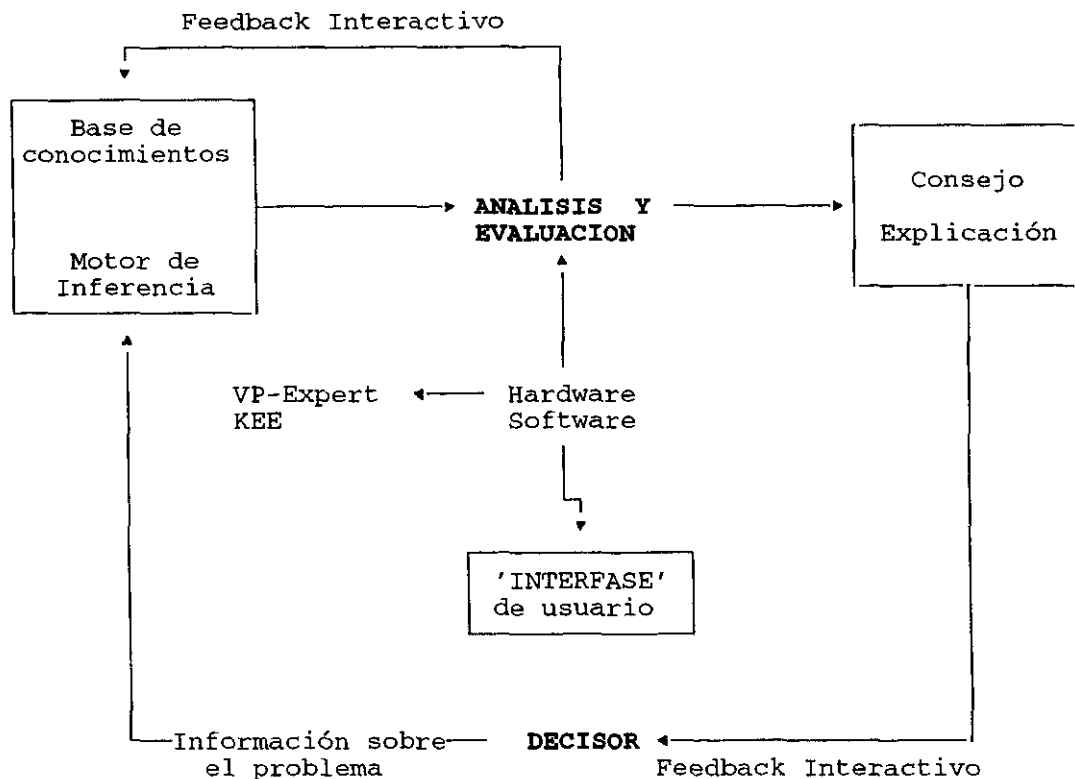 Feedback Interactivo
Base de
conocimientos
Motor de
Inferencia
ANALISIS Y
EVALUACION
Consejo
Explicación
VP-Expert
KEE
Hardware
Software
'INTERFASE'
de usuario
Información sobre
el problema
DECISOR
Feedback Interactivo